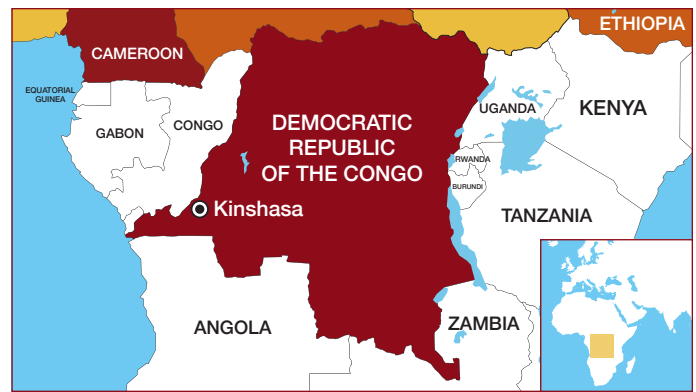 ETHIOPIA
CAMEROON
EQUATORIAL
GUINEA
GABON
CONGO
DEMOCRATIC
REPUBLIC
OF THE CONGO
UGANDA
KENYA
RWANDA
BURUNDI
Kinshasa
TANZANIA
ANGOLA
ZAMBIA